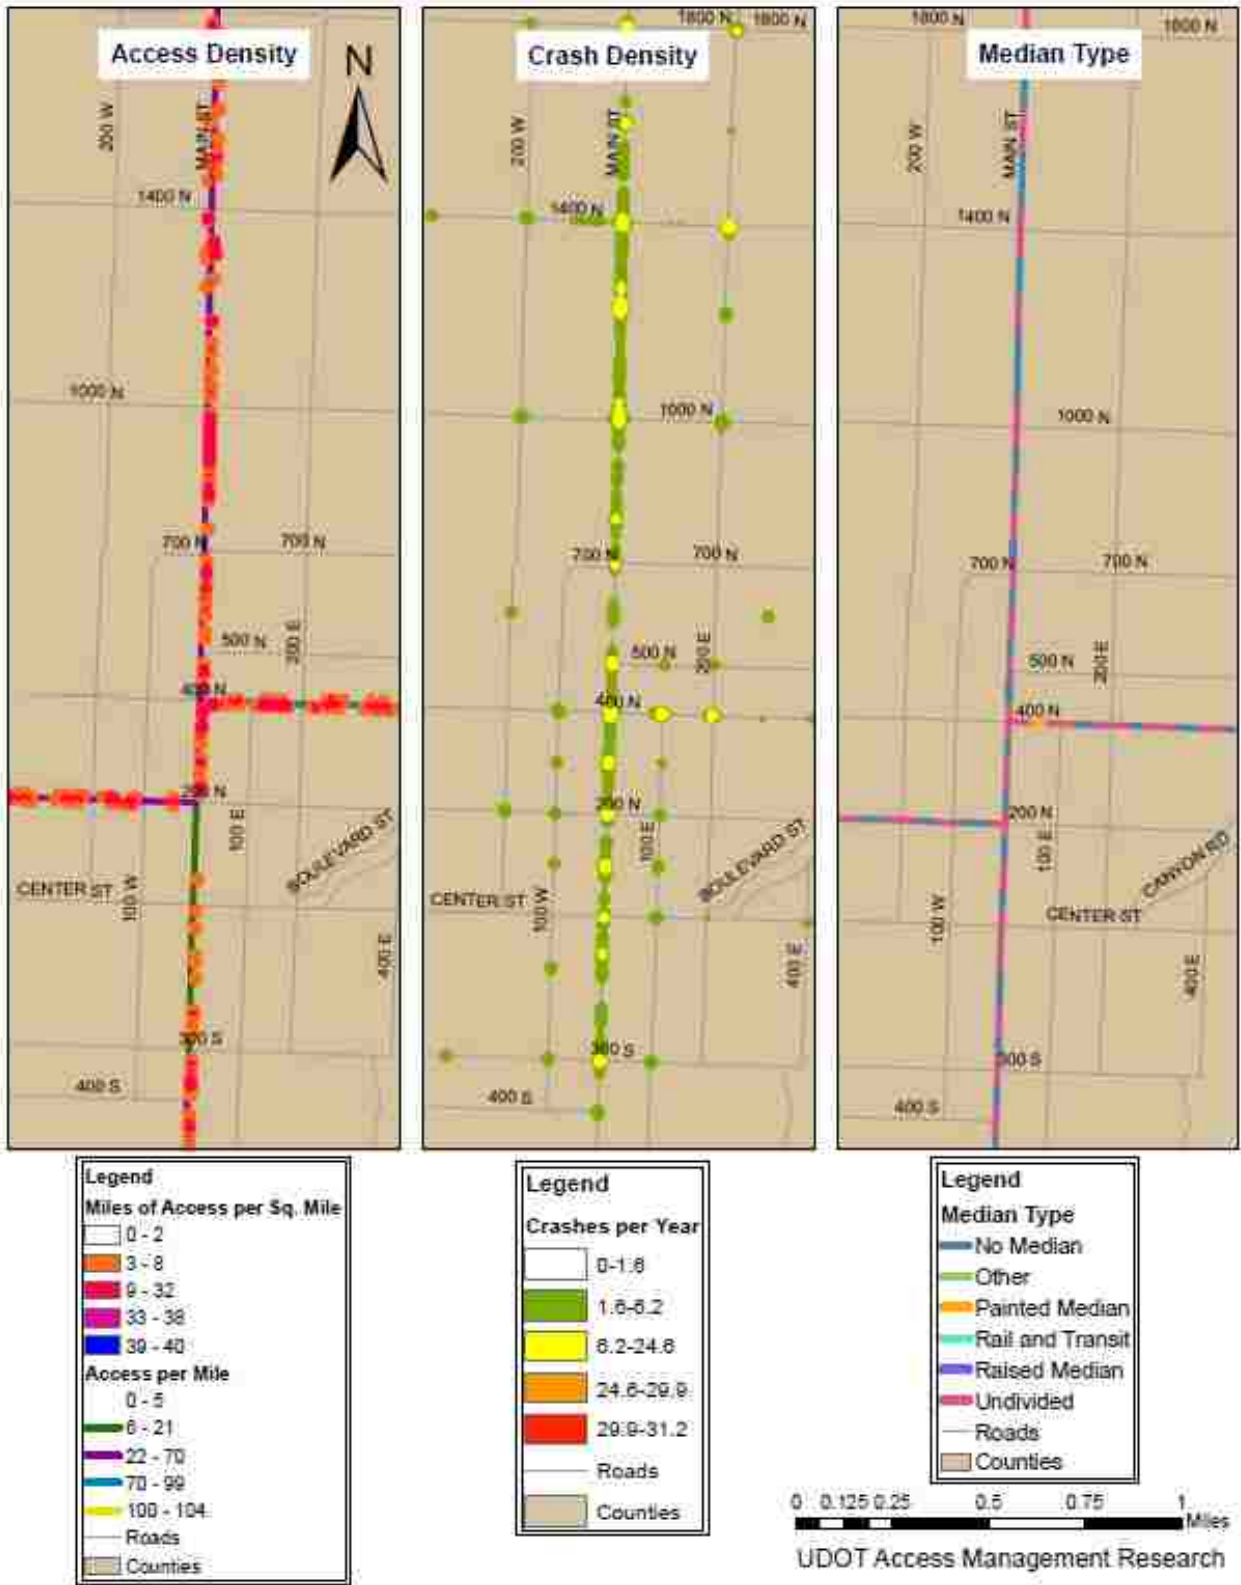 Access Density
N
200 W
MAIN ST
1400 N
1000 N
700 N
700 N
500 N
200 E
400 N
200 N
100 E
BOULEVARD ST
CENTER ST
100 W
400 E
300 S
400 S
Legend
Miles of Access per Sq. Mile
0 - 2
3 - 8
9 - 32
33 - 38
39 - 40
Access per Mile
0 - 5
6 - 21
22 - 70
70 - 99
100 - 104
Roads
Counties
1800 N
1800 N
Crash Density
200 W
MAIN ST
1400 N
1000 N
700 N
700 N
500 N
200 E
400 N
200 N
100 E
BOULEVARD ST
CENTER ST
100 W
400 E
300 S
400 S
Legend
Crashes per Year
0-1.6
1.6-6.2
6.2-24.6
24.6-29.9
29.9-31.2
Roads
Counties
1800 N
1800 N
Median Type
200 W
MAIN ST
1400 N
1000 N
700 N
700 N
500 N
200 E
400 N
200 N
100 E
CANYON RD
CENTER ST
100 W
400 E
300 S
400 S
Legend
Median Type
No Median
Other
Painted Median
Rail and Transit
Raised Median
Undivided
Roads
Counties
0 0.125 0.25 0.5 0.75 1
Miles
UDOT Access Management Research